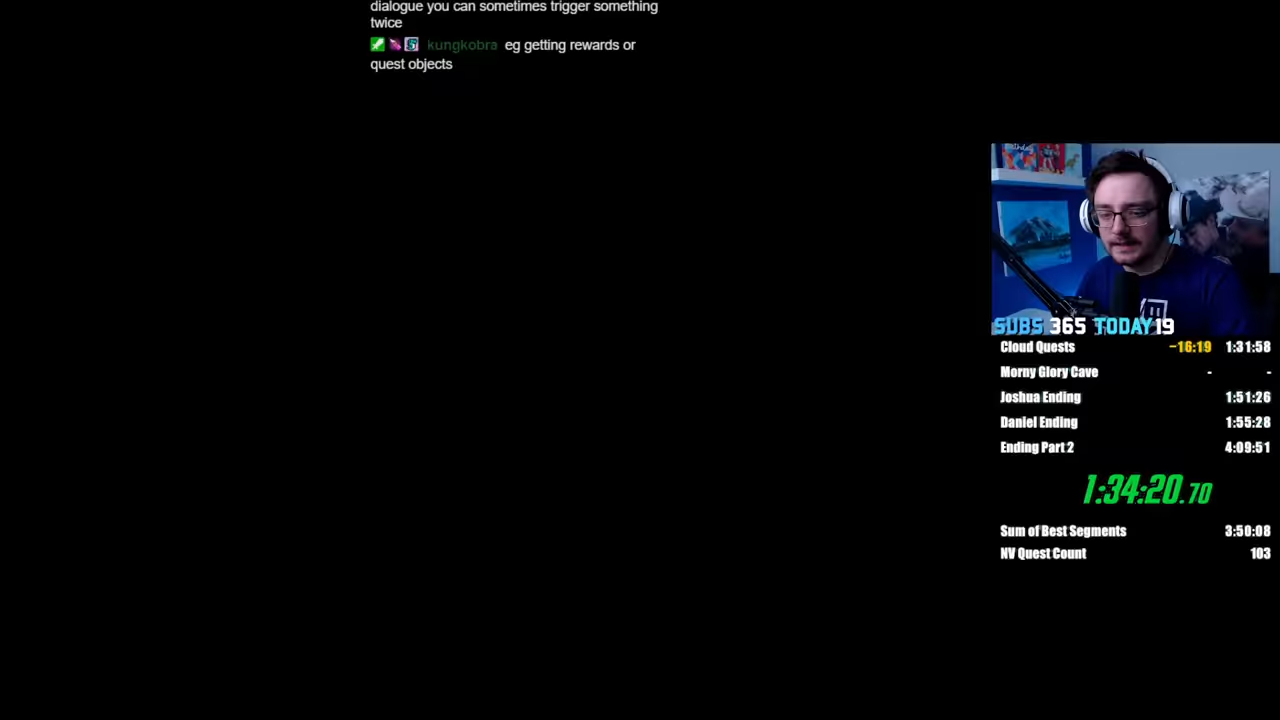 dialogue you can sometimes trigger something
twice
kungkobra eg getting rewards or
quest objects
SUBS 365 TODAY 19
Cloud Quests -16:19 1:31:58
Morny Glory Cave - -
Joshua Ending 1:51:26
Daniel Ending 1:55:28
Ending Part 2 4:09:51
1:34:20.70
Sum of Best Segments 3:50:08
NV Quest Count 103